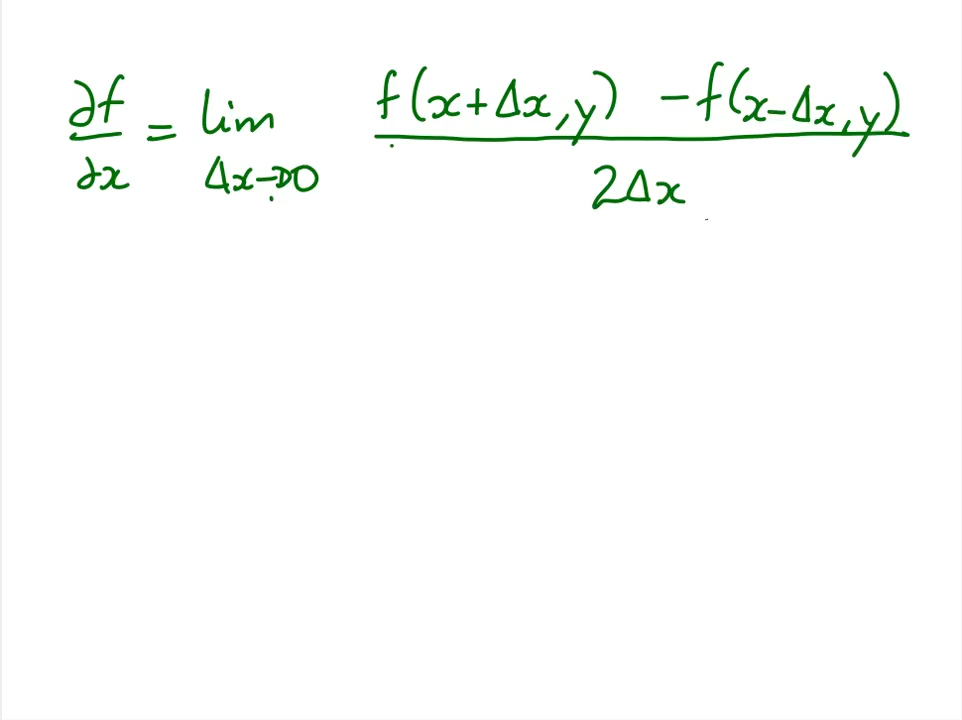 ∂f/∂x = lim Δx→0 (f(x+Δx,y) - f(x-Δx,y))/(2Δx)